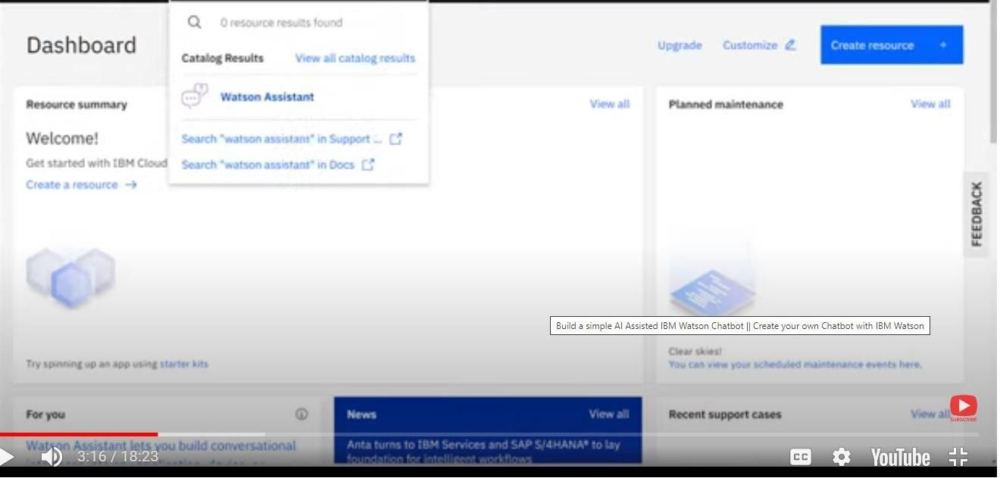 0 resource results found
Dashboard
Upgrade
Customize
Create resource +
Catalog Results
View all catalog results
Watson Assistant
Resource summary
View all
Planned maintenance
View all
Welcome!
Search "watson assistant" in Support ...
Get started with IBM Cloud
Search "watson assistant" in Docs
Create a resource →
FEEDBACK
Build a simple AI Assisted IBM Watson Chatbot || Create your own Chatbot with IBM Watson
Clear skies!
Try spinning up an app using starter kits
You can view your scheduled maintenance events here.
For you
News
View all
Recent support cases
View all
SUBSCRIBE
Watson Assistant lets you build conversational
Anta turns to IBM Services and SAP S/4HANA® to lay
foundation for intelligent workflows
3:16 / 18:23
CC
YouTube